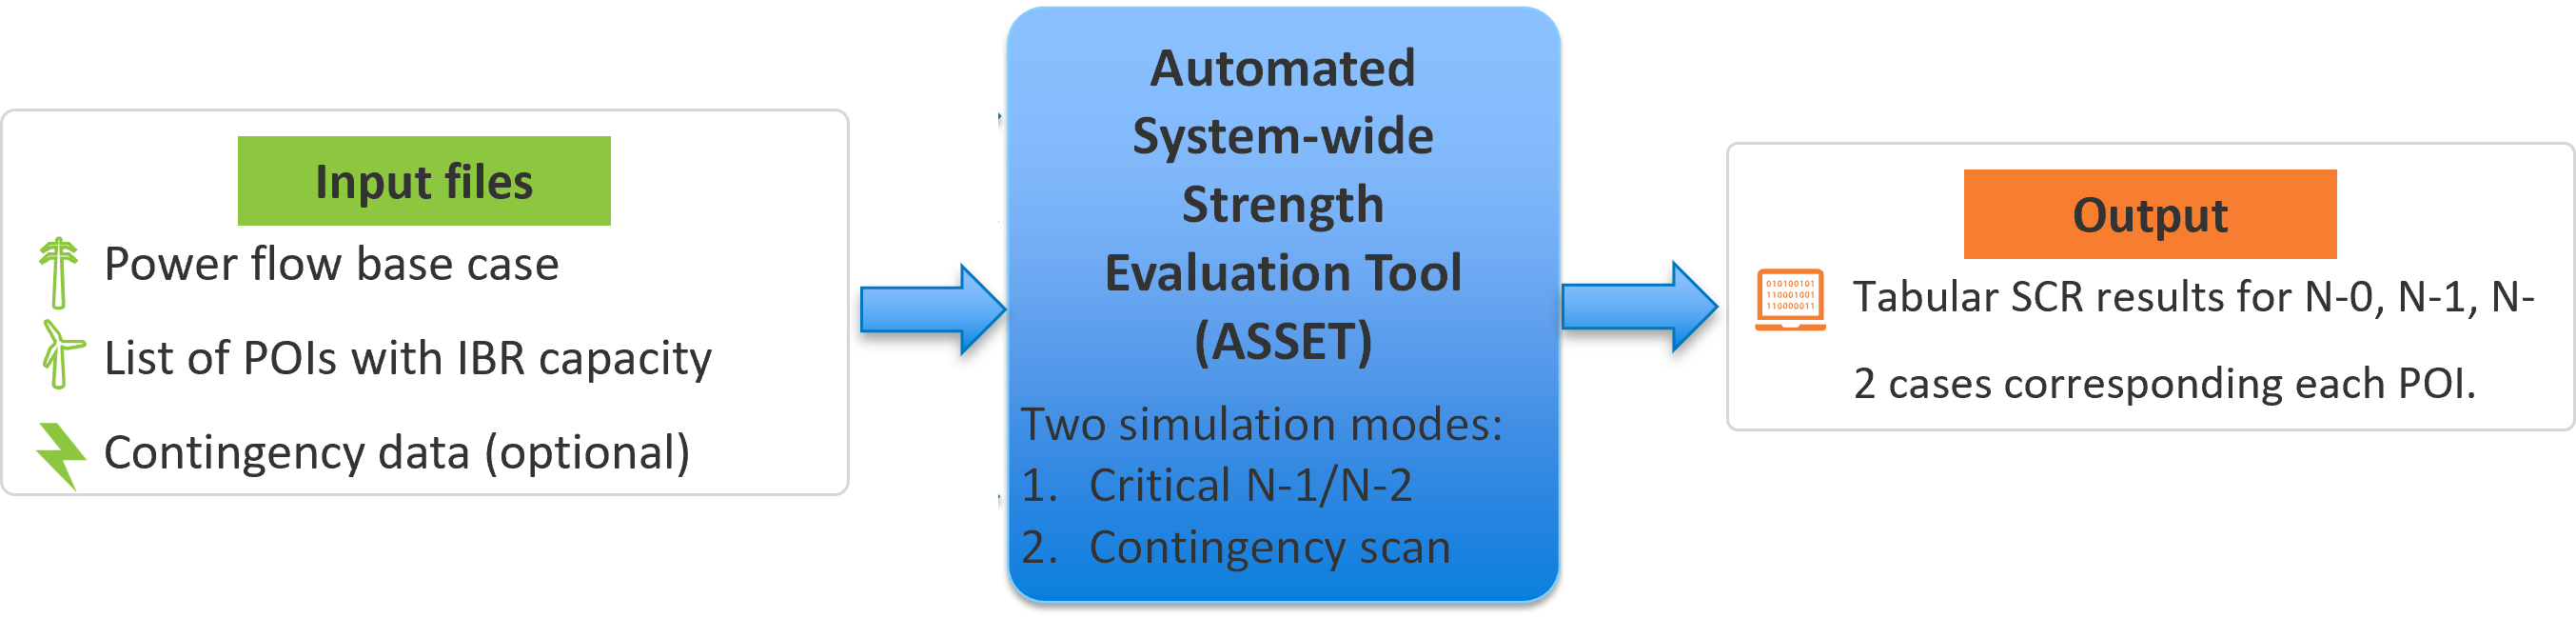 Input files
Power flow base case
List of POIs with IBR capacity
Contingency data (optional)
Automated
System-wide
Strength
Evaluation Tool
(ASSET)
Two simulation modes:
1. Critical N-1/N-2
2. Contingency scan
Output
010100101
110001001
110000011
Tabular SCR results for N-0, N-1, N-
2 cases corresponding each POI.